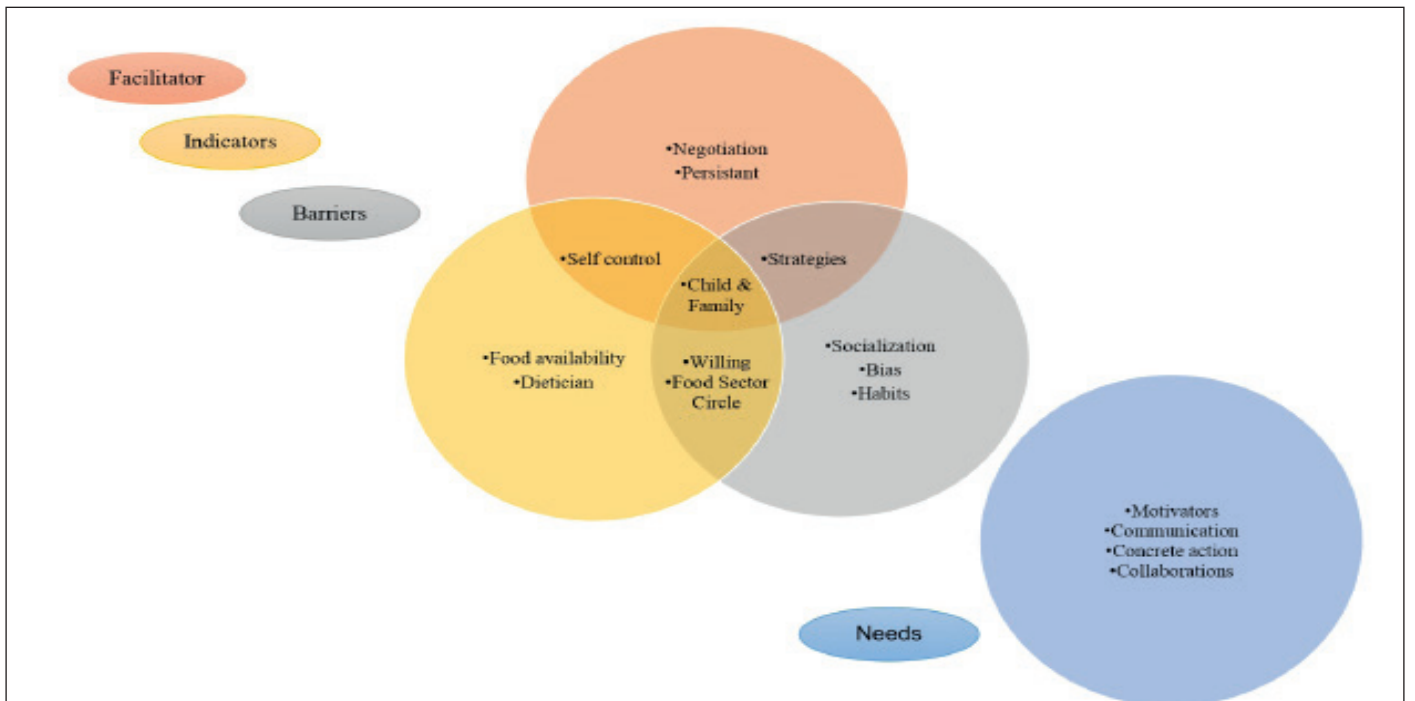 Facilitator
Indicators
Barriers
•Negotiation
•Persistant
•Self control
•Strategies
•Child &
Family
•Food availability
•Dietician
•Willing
•Food Sector
Circle
•Socialization
•Bias
•Habits
•Motivators
•Communication
•Concrete action
•Collaborations
Needs